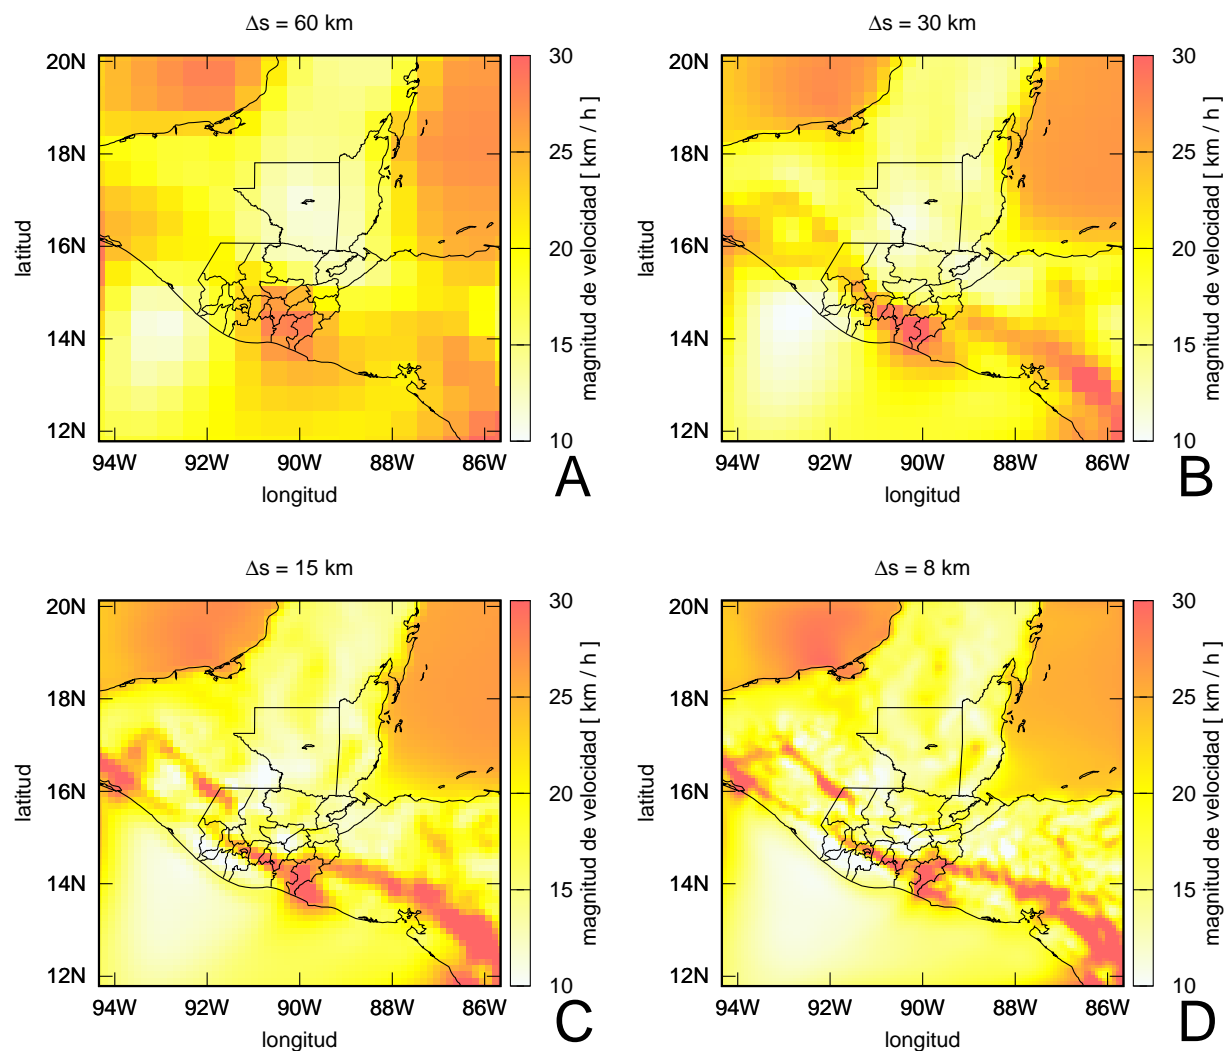 Δs = 60 km
20N
18N
16N
14N
12N
94W 92W 90W 88W 86W
latitud
longitud
30
25
20
15
10
magnitud de velocidad [ km / h ]
A
Δs = 30 km
20N
18N
16N
14N
12N
94W 92W 90W 88W 86W
latitud
longitud
30
25
20
15
10
magnitud de velocidad [ km / h ]
B
Δs = 15 km
20N
18N
16N
14N
12N
94W 92W 90W 88W 86W
latitud
longitud
30
25
20
15
10
magnitud de velocidad [ km / h ]
C
Δs = 8 km
20N
18N
16N
14N
12N
94W 92W 90W 88W 86W
latitud
longitud
30
25
20
15
10
magnitud de velocidad [ km / h ]
D